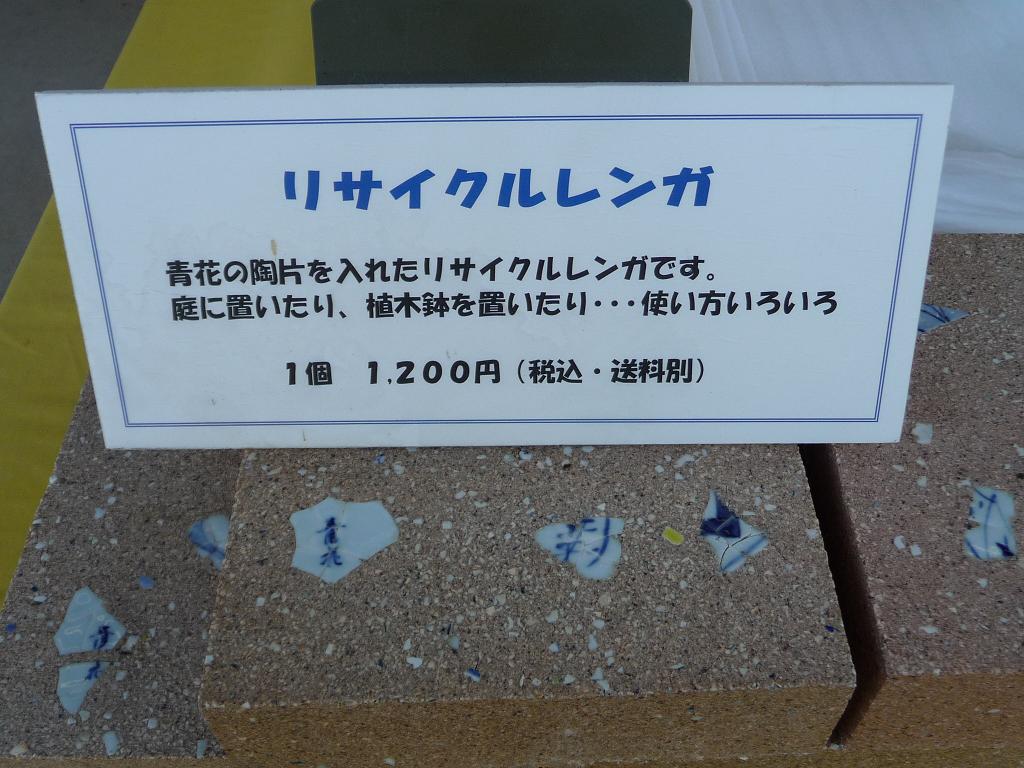 リサイクルレンガ
青花の陶片を入れたリサイクルレンガです。
庭に置いたり、植木鉢を置いたり･･･使い方いろいろ
1個　1,200円（税込・送料別）
青花